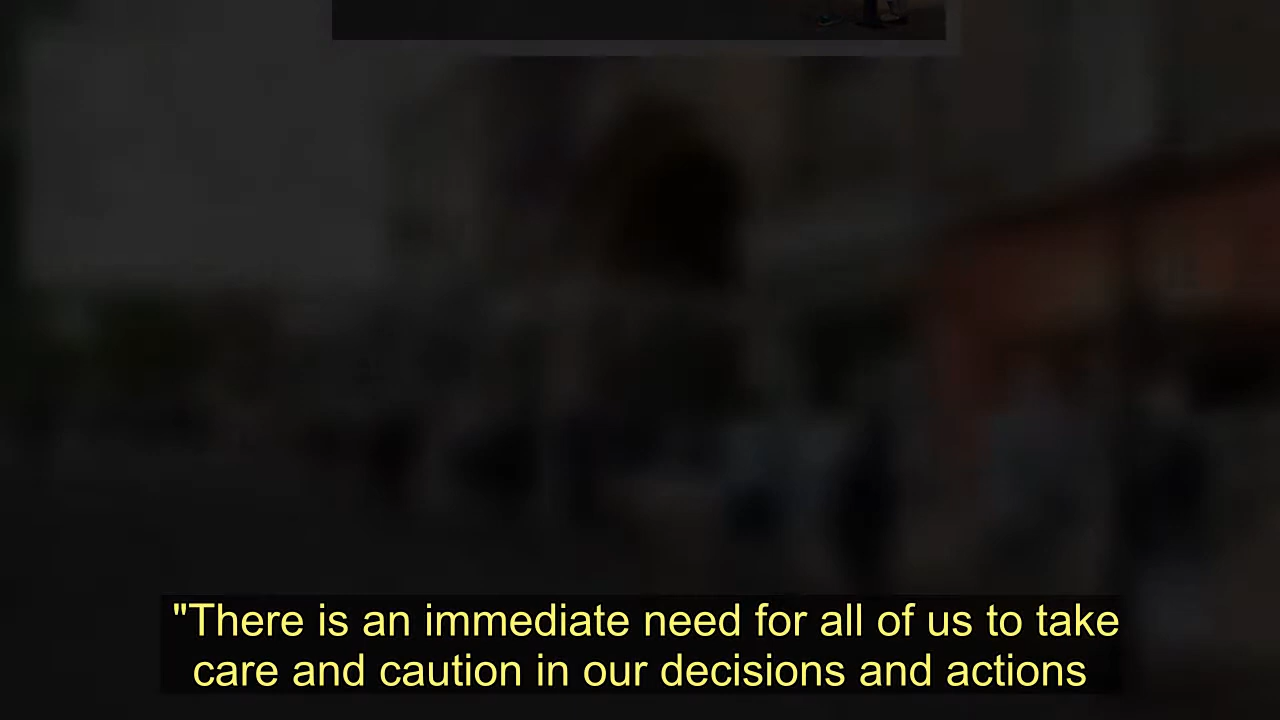 "There is an immediate need for all of us to take
care and caution in our decisions and actions